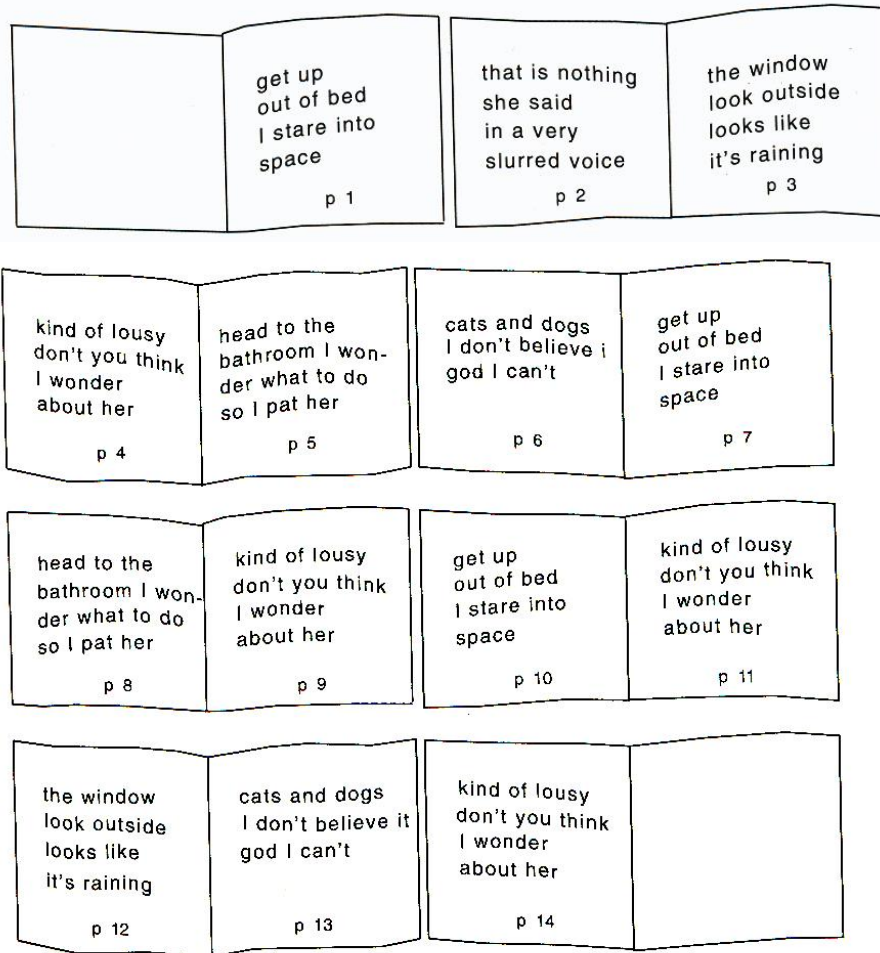 get up
out of bed
I stare into
space
p 1
that is nothing
she said
in a very
slurred voice
p 2
the window
look outside
looks like
it's raining
p 3
kind of lousy
don't you think
I wonder
about her
p 4
head to the
bathroom I won-
der what to do
so I pat her
p 5
cats and dogs
I don't believe i
god I can't
p 6
get up
out of bed
I stare into
space
p 7
head to the
bathroom I won-
der what to do
so I pat her
p 8
kind of lousy
don't you think
I wonder
about her
p 9
get up
out of bed
I stare into
space
p 10
kind of lousy
don't you think
I wonder
about her
p 11
the window
look outside
looks like
it's raining
p 12
cats and dogs
I don't believe it
god I can't
p 13
kind of lousy
don't you think
I wonder
about her
p 14